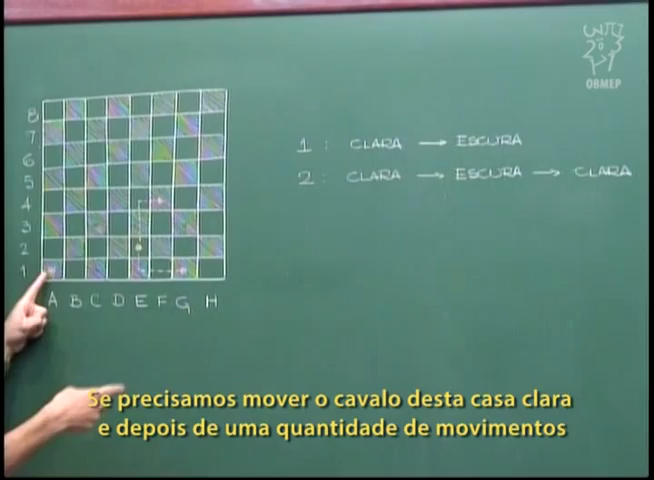 OBMEP
8
7
6
5
4
3
2
1
A B C D E F G H
1 : CLARA → ESCURA
2 : CLARA → ESCURA → CLARA
Se precisamos mover o cavalo desta casa clara
e depois de uma quantidade de movimentos